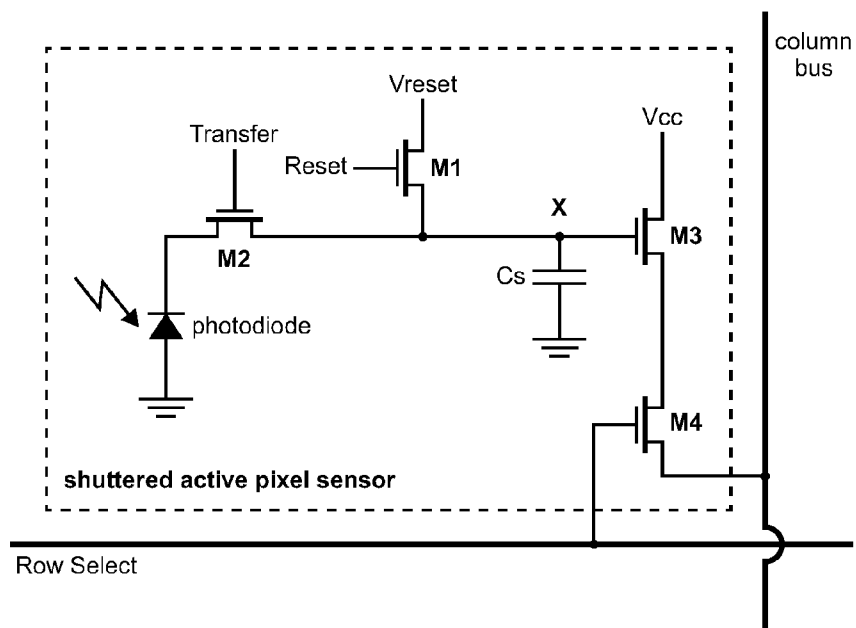 column
bus
Vreset
Vcc
Transfer
Reset
M1
X
M3
M2
Cs
photodiode
M4
shuttered active pixel sensor
Row Select